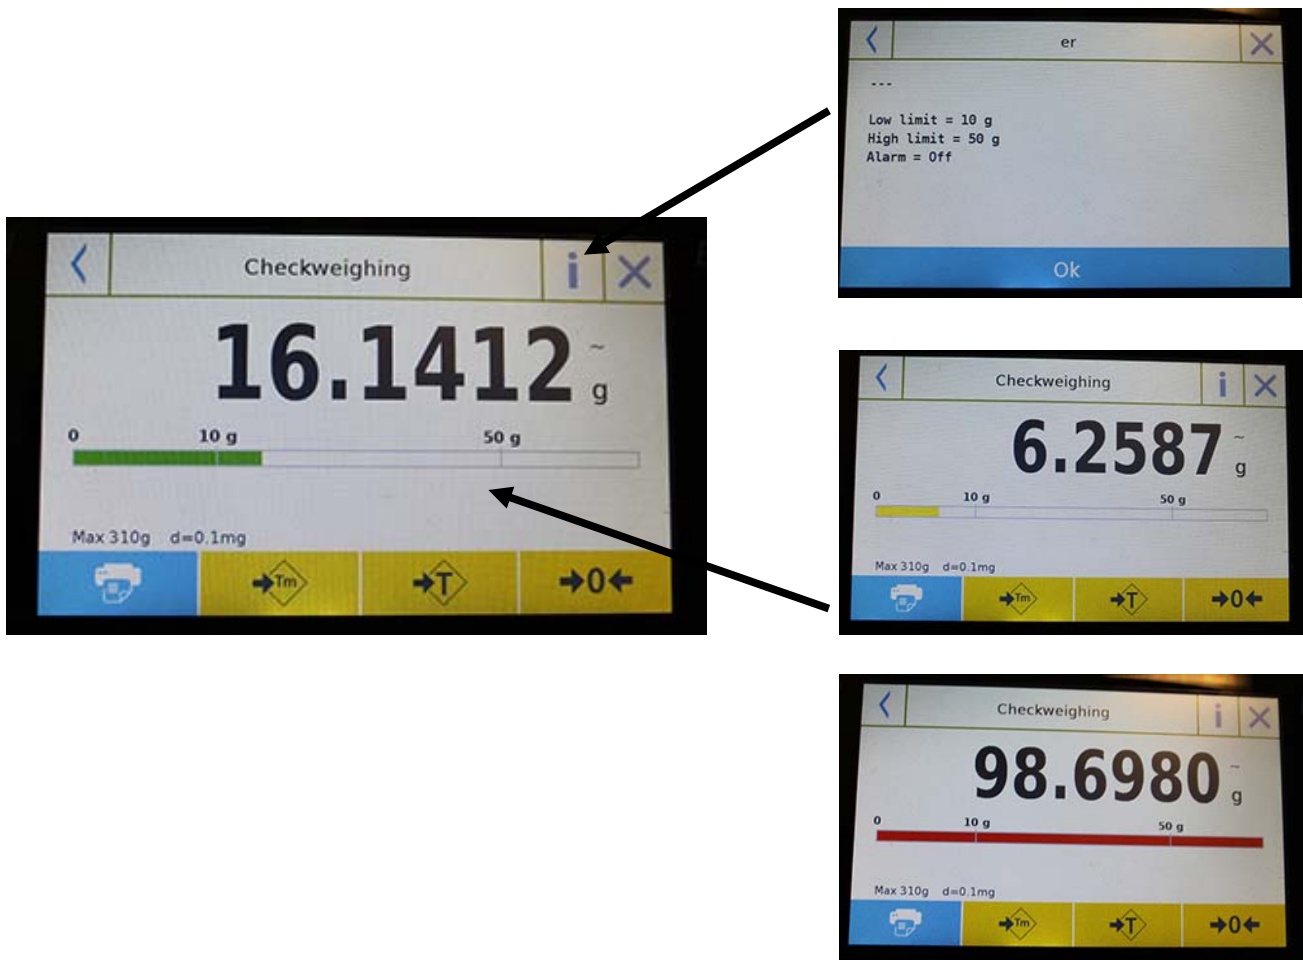 er
---
Low limit = 10 g
High limit = 50 g
Alarm = Off
Ok
Checkweighing i
16.1412 ~ g
0 10 g 50 g
Max 310g d=0.1mg
Tm T 0
Checkweighing i
6.2587 ~ g
0 10 g 50 g
Max 310g d=0.1mg
Tm T 0
Checkweighing i
98.6980 ~ g
0 10 g 50 g
Max 310g d=0.1mg
Tm T 0